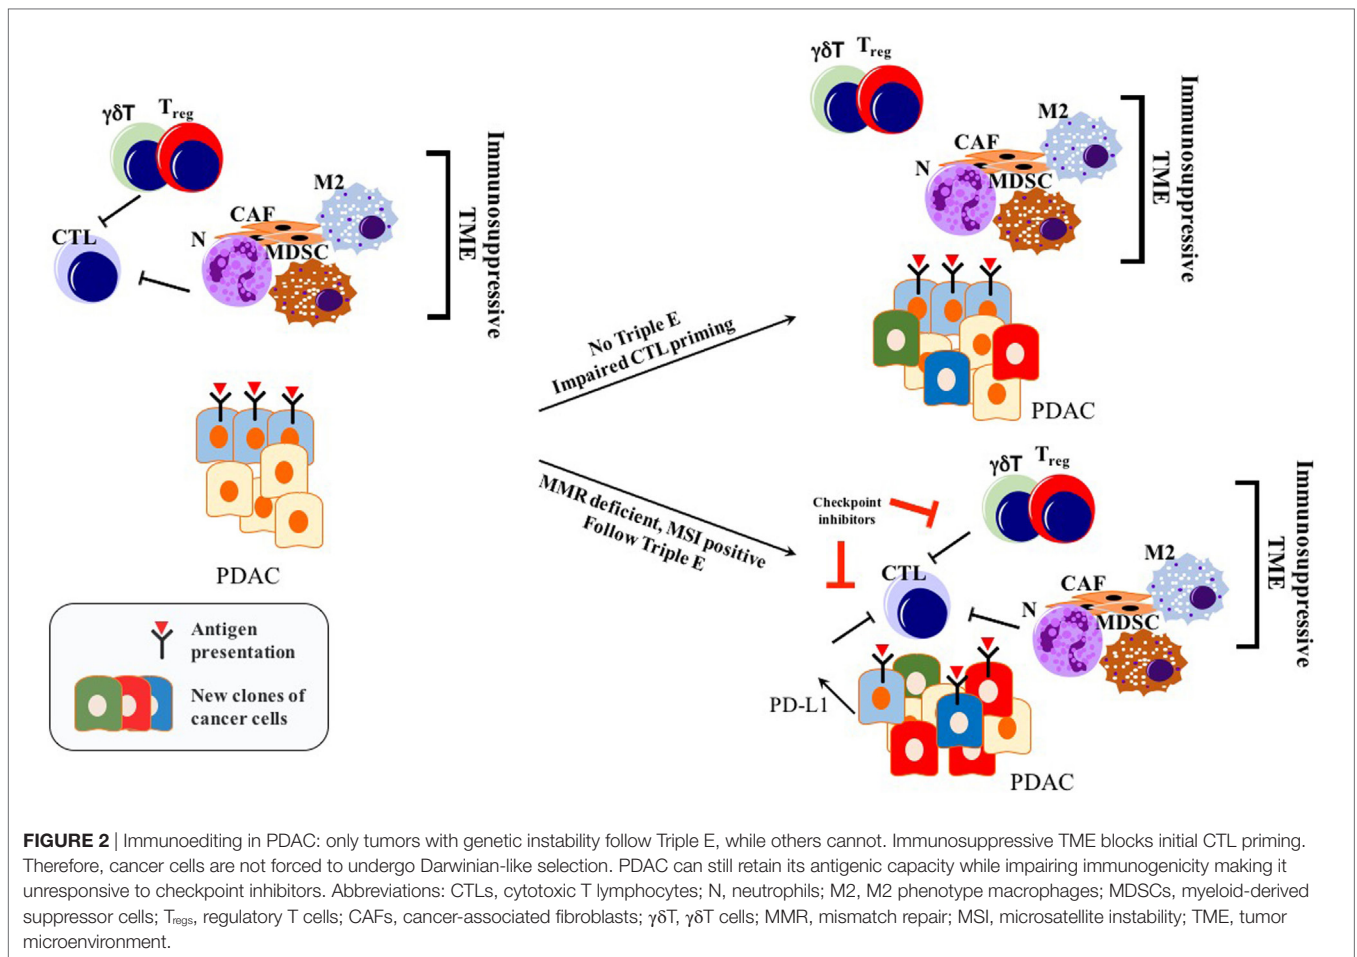 γδT
Treg
CTL
N
CAF
M2
MDSC
Immunosuppressive
TME
PDAC
No Triple E
Impaired CTL priming
MMR deficient, MSI positive
Follow Triple E
γδT
Treg
M2
CAF
N
MDSC
Immunosuppressive
TME
PDAC
γδT
Treg
Checkpoint
inhibitors
CTL
M2
CAF
N
MDSC
Immunosuppressive
TME
PD-L1
PDAC
Antigen
presentation
New clones of
cancer cells
FIGURE 2 | Immunoediting in PDAC: only tumors with genetic instability follow Triple E, while others cannot. Immunosuppressive TME blocks initial CTL priming.
Therefore, cancer cells are not forced to undergo Darwinian-like selection. PDAC can still retain its antigenic capacity while impairing immunogenicity making it
unresponsive to checkpoint inhibitors. Abbreviations: CTLs, cytotoxic T lymphocytes; N, neutrophils; M2, M2 phenotype macrophages; MDSCs, myeloid-derived
suppressor cells; Tregs, regulatory T cells; CAFs, cancer-associated fibroblasts; γδT, γδT cells; MMR, mismatch repair; MSI, microsatellite instability; TME, tumor
microenvironment.